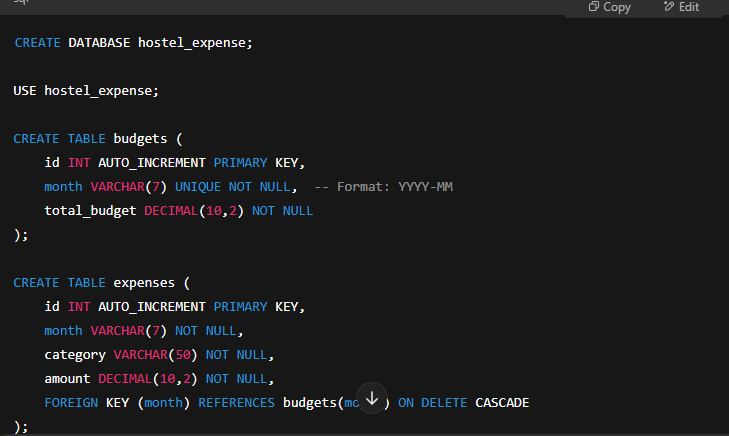 sql
Copy Edit
CREATE DATABASE hostel_expense;
USE hostel_expense;
CREATE TABLE budgets (
id INT AUTO_INCREMENT PRIMARY KEY,
month VARCHAR(7) UNIQUE NOT NULL, -- Format: YYYY-MM
total_budget DECIMAL(10,2) NOT NULL
);
CREATE TABLE expenses (
id INT AUTO_INCREMENT PRIMARY KEY,
month VARCHAR(7) NOT NULL,
category VARCHAR(50) NOT NULL,
amount DECIMAL(10,2) NOT NULL,
FOREIGN KEY (month) REFERENCES budgets(mo ) ON DELETE CASCADE
);